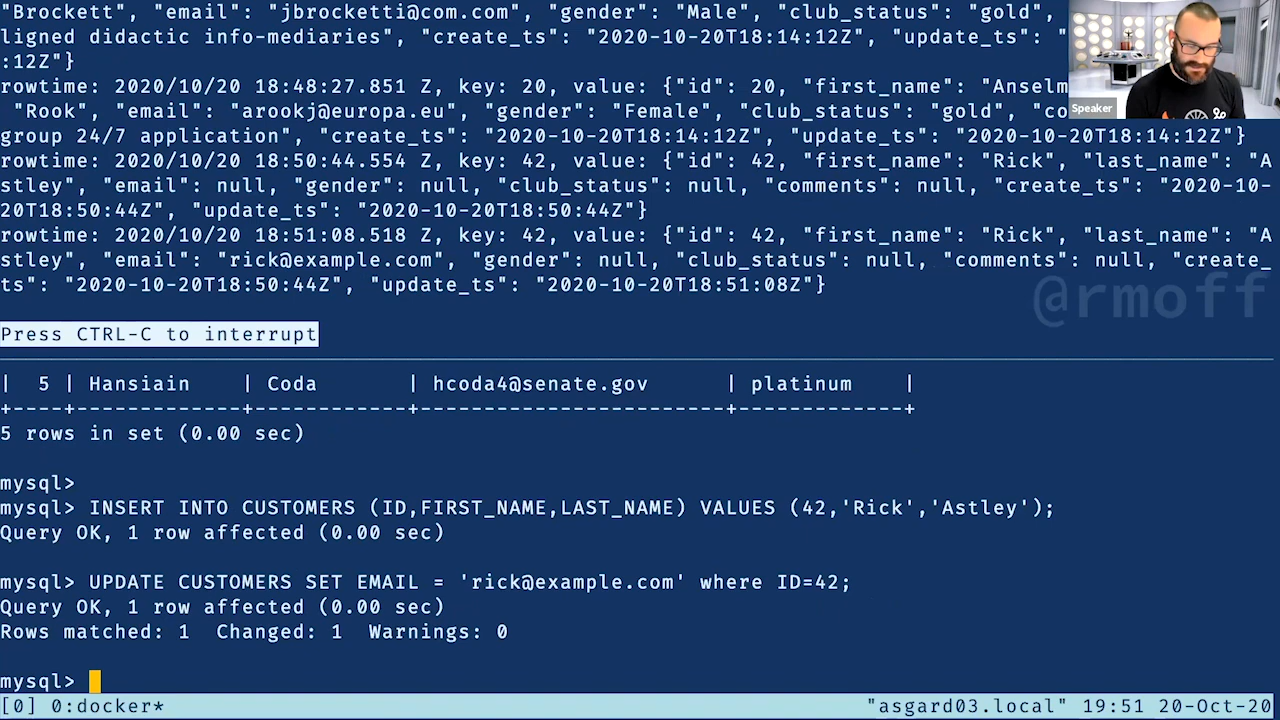 "Brockett", "email": "jbrocketti@com.com", "gender": "Male", "club_status": "gold",
ligned didactic info-mediaries", "create_ts": "2020-10-20T18:14:12Z", "update_ts": "
:12Z"}
rowtime: 2020/10/20 18:48:27.851 Z, key: 20, value: {"id": 20, "first_name": "Anselm
"Rook", "email": "arookj@europa.eu", "gender": "Female", "club_status": "gold", "co
group 24/7 application", "create_ts": "2020-10-20T18:14:12Z", "update_ts": "2020-10-20T18:14:12Z"}
rowtime: 2020/10/20 18:50:44.554 Z, key: 42, value: {"id": 42, "first_name": "Rick", "last_name": "A
stley", "email": null, "gender": null, "club_status": null, "comments": null, "create_ts": "2020-10-
20T18:50:44Z", "update_ts": "2020-10-20T18:50:44Z"}
rowtime: 2020/10/20 18:51:08.518 Z, key: 42, value: {"id": 42, "first_name": "Rick", "last_name": "A
stley", "email": "rick@example.com", "gender": null, "club_status": null, "comments": null, "create_
ts": "2020-10-20T18:50:44Z", "update_ts": "2020-10-20T18:51:08Z"}
Speaker
@rmoff
Press CTRL-C to interrupt
|  5 | Hansiain    | Coda       | hcoda4@senate.gov      | platinum    |
+----+-------------+------------+------------------------+-------------+
5 rows in set (0.00 sec)
mysql>
mysql> INSERT INTO CUSTOMERS (ID,FIRST_NAME,LAST_NAME) VALUES (42,'Rick','Astley');
Query OK, 1 row affected (0.00 sec)
mysql> UPDATE CUSTOMERS SET EMAIL = 'rick@example.com' where ID=42;
Query OK, 1 row affected (0.00 sec)
Rows matched: 1  Changed: 1  Warnings: 0
mysql>
[0] 0:docker* "asgard03.local" 19:51 20-Oct-20